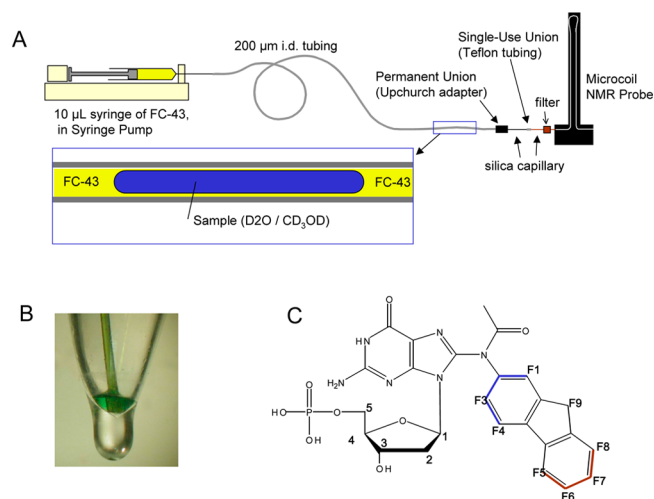 A
200 µm i.d. tubing
Single-Use Union
(Teflon tubing)
Permanent Union
(Upchurch adapter)
filter
Microcoil
NMR Probe
10 µL syringe of FC-43,
in Syringe Pump
silica capillary
FC-43
FC-43
Sample (D2O / CD3OD)
B
C
O
HN
N
O
H2N
N
N
N
F1
O
P
HO
OH
O
5
O
F3
F9
F4
4
3
1
2
OH
F8
F5
F7
F6